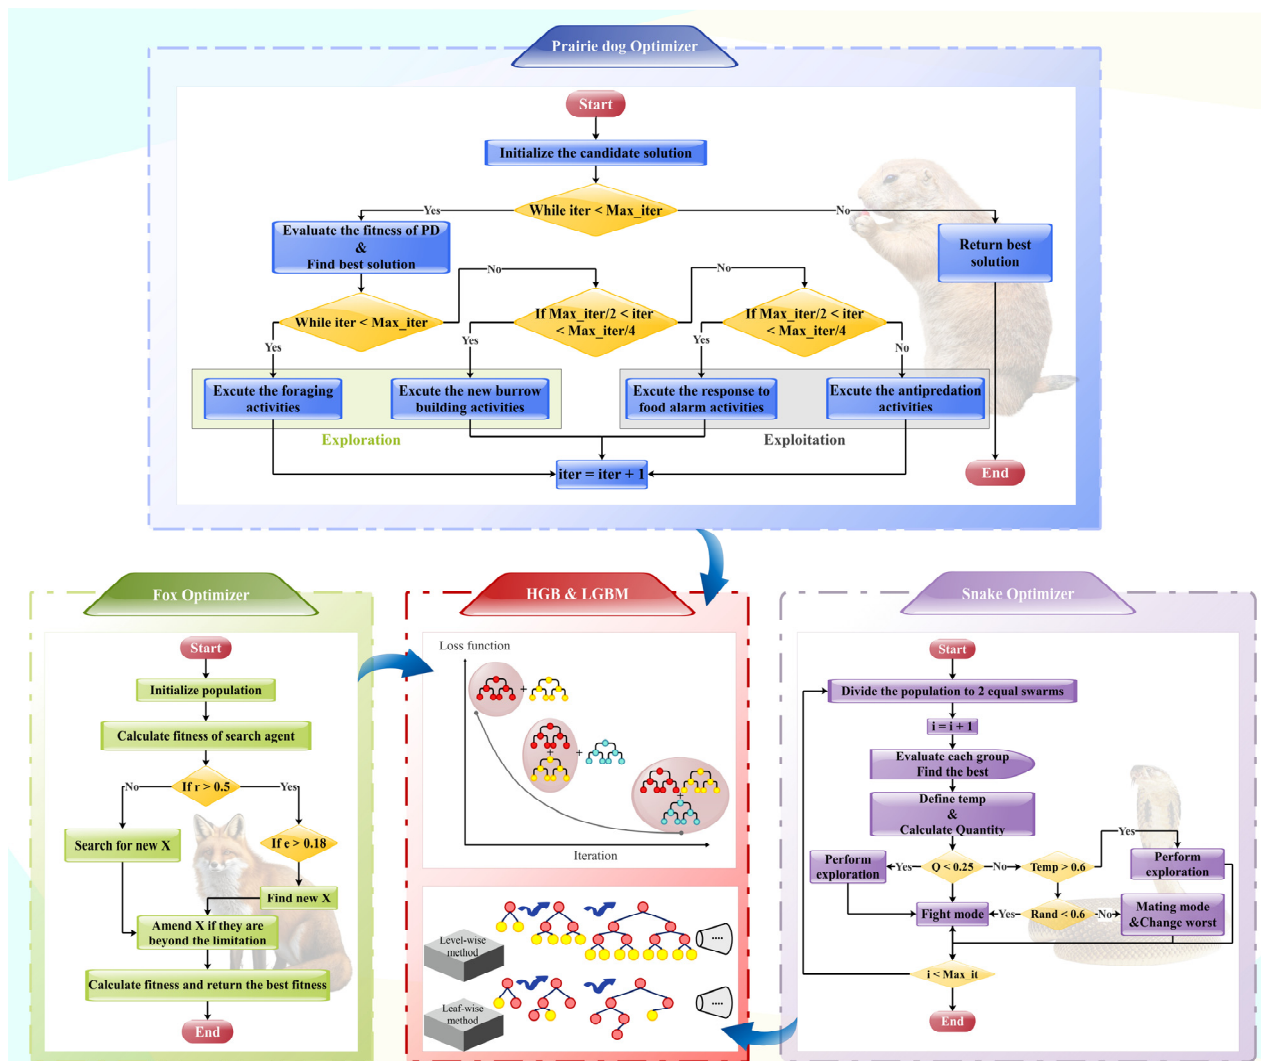 Prairie dog Optimizer
Start
Initialize the candidate solution
While iter < Max_iter
Yes
No
Evaluate the fitness of PD
&
Find best solution
Return best
solution
No
No
While iter < Max_iter
If Max_iter/2 < iter
< Max_iter/4
If Max_iter/2 < iter
< Max_iter/4
Yes
Yes
Yes
No
Excute the foraging
activities
Excute the new burrow
building activities
Excute the response to
food alarm activities
Excute the antipredation
activities
Exploration
Exploitation
iter = iter + 1
End
Fox Optimizer
Start
Initialize population
Calculate fitness of search agent
If r > 0.5
No
Yes
Search for new X
If e > 0.18
Find new X
Amend X if they are
beyond the limitation
Calculate fitness and return the best fitness
End
HGB & LGBM
Loss function
+
+
+
+
Iteration
Level-wise
method
....
Leaf-wise
method
....
Snake Optimizer
Start
Divide the population to 2 equal swarms
i = i + 1
Evaluate each group
Find the best
Define temp
&
Calculate Quantity
Yes
Perform
exploration
Yes
Q < 0.25
No
Temp > 0.6
Perform
exploration
Fight mode
Yes
Rand < 0.6
No
Mating mode
&Change worst
i < Max_it
End